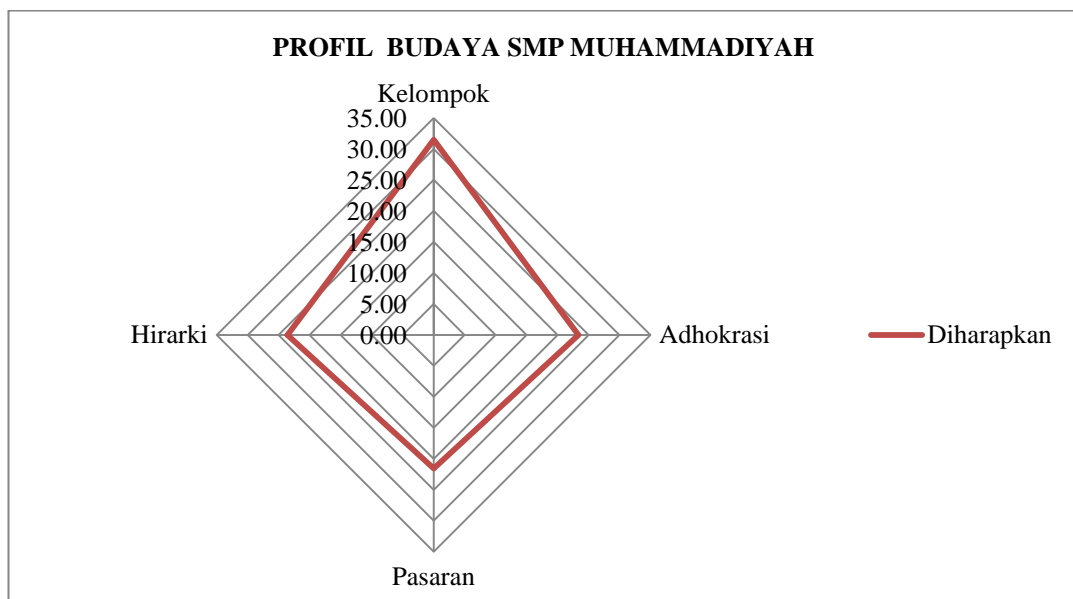 PROFIL BUDAYA SMP MUHAMMADIYAH
Kelompok
35.00
30.00
25.00
20.00
15.00
10.00
5.00
0.00
Hirarki
Adhokrasi
Diharapkan
Pasaran